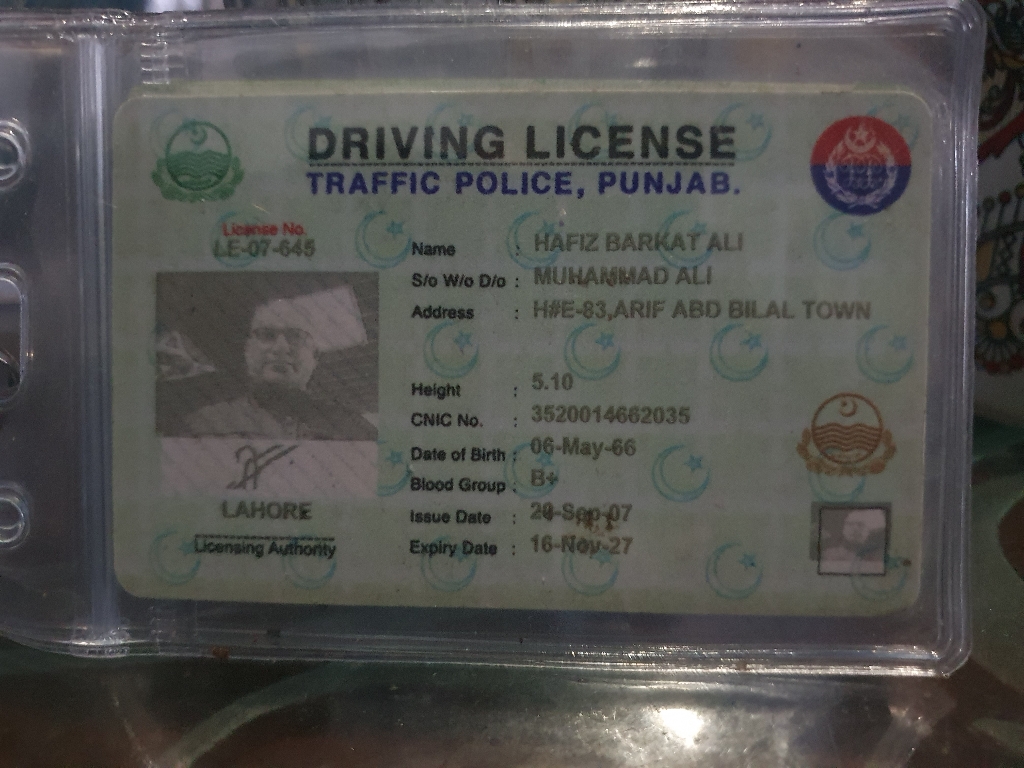 DRIVING LICENSE
TRAFFIC POLICE, PUNJAB.
License No.
LE-07-645
Name : HAFIZ BARKAT ALI
S/o W/o D/o : MUHAMMAD ALI
Address : H#E-83,ARIF ABD BILAL TOWN
Height : 5.10
CNIC No. : 3520014662035
Date of Birth : 06-May-66
Blood Group : B+
Issue Date : 20-Sep-07
Expiry Date : 16-Nov-27
LAHORE
Licensing Authority